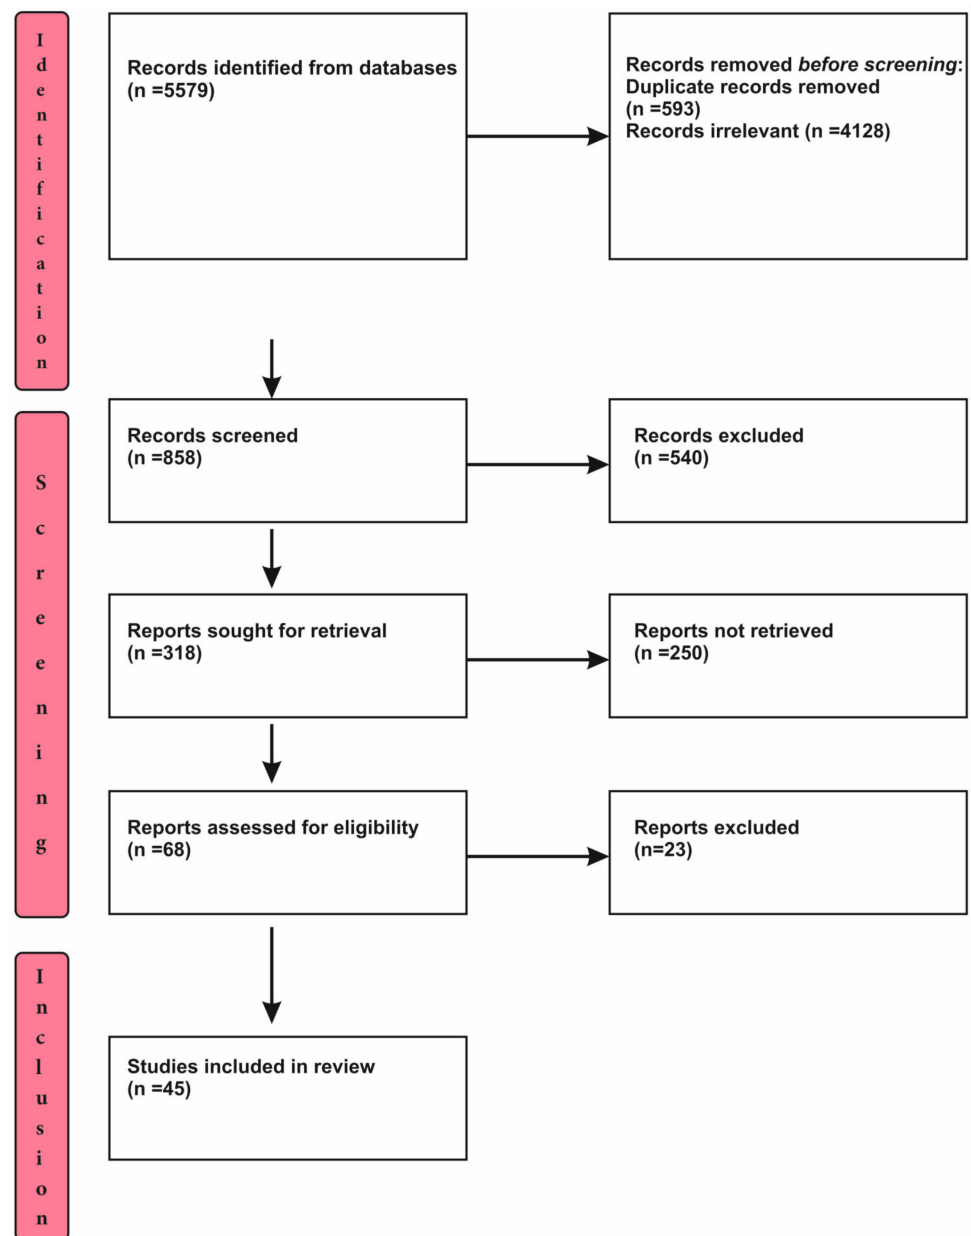 Identification
Records identified from databases
(n =5579)
Records removed before screening:
Duplicate records removed
(n =593)
Records irrelevant (n =4128)
Screening
Records screened
(n =858)
Records excluded
(n =540)
Reports sought for retrieval
(n =318)
Reports not retrieved
(n =250)
Reports assessed for eligibility
(n =68)
Reports excluded
(n=23)
Inclusion
Studies included in review
(n =45)